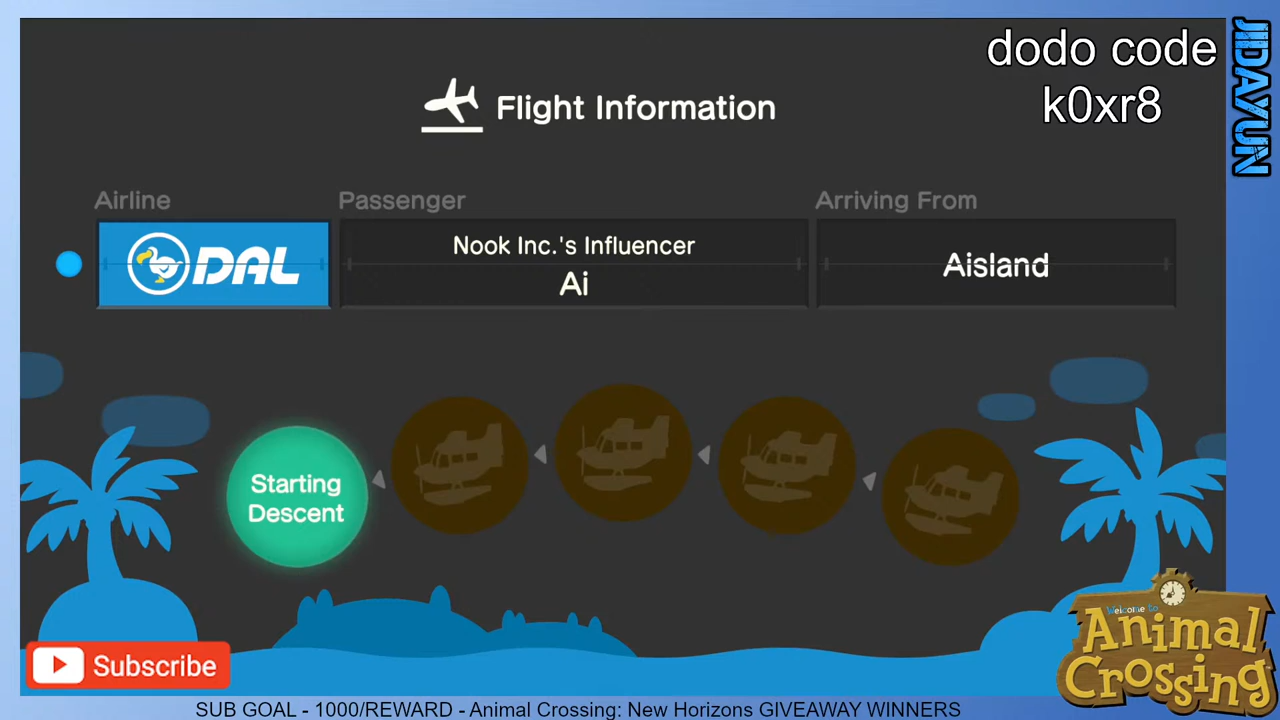 dodo code
k0xr8
JIDAVUN
Flight Information
Airline
Passenger
Arriving From
DAL
Nook Inc.'s Influencer
Ai
Aisland
Starting
Descent
Welcome to
Animal
Crossing
Subscribe
SUB GOAL - 1000/REWARD - Animal Crossing: New Horizons GIVEAWAY WINNERS